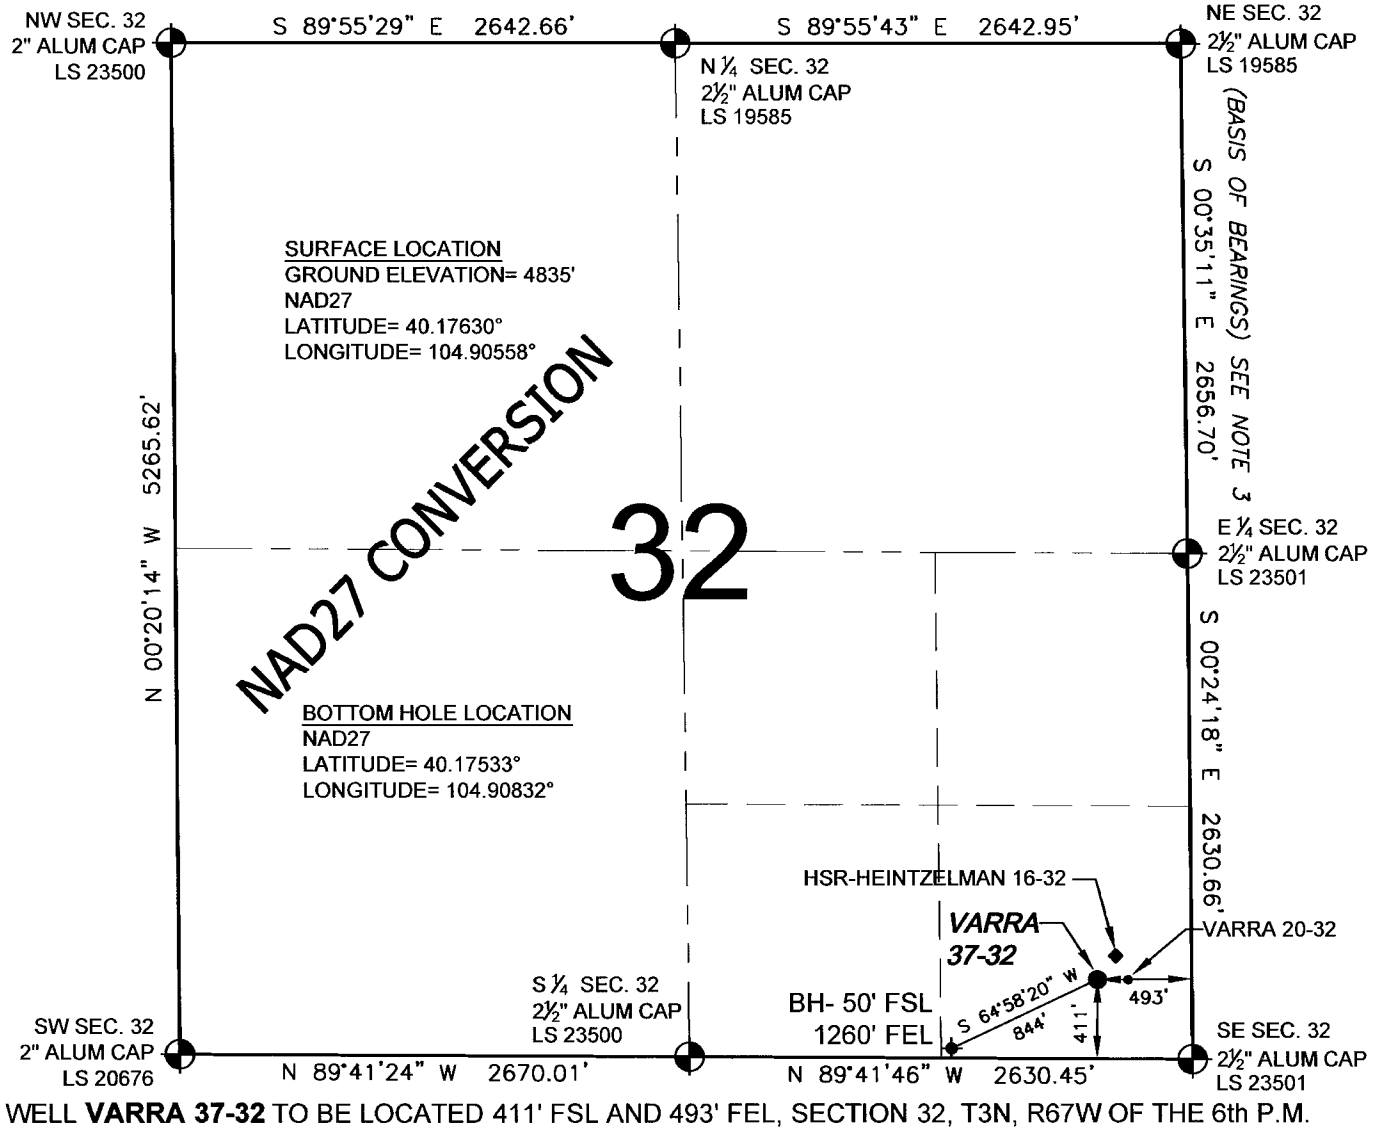 NW SEC. 32
2" ALUM CAP
LS 23500
S 89°55'29" E 2642.66'
S 89°55'43" E 2642.95'
NE SEC. 32
2½" ALUM CAP
LS 19585
N ¼ SEC. 32
2½" ALUM CAP
LS 19585
(BASIS OF BEARINGS) SEE NOTE 3
S 00°35'11" E 2656.70'
SURFACE LOCATION
GROUND ELEVATION= 4835'
NAD27
LATITUDE= 40.17630°
LONGITUDE= 104.90558°
NAD27 CONVERSION
N 00°20'14" W 5265.62'
32
E ¼ SEC. 32
2½" ALUM CAP
LS 23501
S 00°24'18" E 2630.66'
BOTTOM HOLE LOCATION
NAD27
LATITUDE= 40.17533°
LONGITUDE= 104.90832°
HSR-HEINTZELMAN 16-32
VARRA
37-32
VARRA 20-32
493'
411'
S 64°58'20" W
844'
BH- 50' FSL
1260' FEL
S ¼ SEC. 32
2½" ALUM CAP
LS 23500
SW SEC. 32
2" ALUM CAP
LS 20676
SE SEC. 32
2½" ALUM CAP
LS 23501
N 89°41'24" W 2670.01'
N 89°41'46" W 2630.45'
WELL VARRA 37-32 TO BE LOCATED 411' FSL AND 493' FEL, SECTION 32, T3N, R67W OF THE 6th P.M.